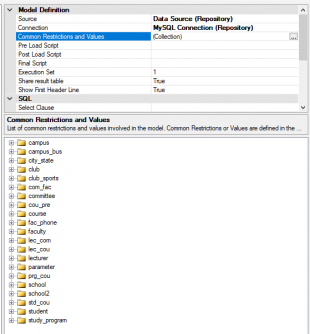 Model Definition
Source Data Source (Repository)
Connection MySQL Connection (Repository)
Common Restrictions and Values (Collection) ...
Pre Load Script
Post Load Script
Final Script
Execution Set 1
Share result table True
Show First Header Line True
SQL
Select Clause
Common Restrictions and Values
List of common restrictions and values involved in the model. Common Restrictions or Values are defined in the ...
campus
campus_bus
city_state
club
club_sports
com_fac
committee
cou_pre
course
fac_phone
faculty
lec_com
lec_cou
lecturer
parameter
prg_cou
school
school2
std_cou
student
study_program